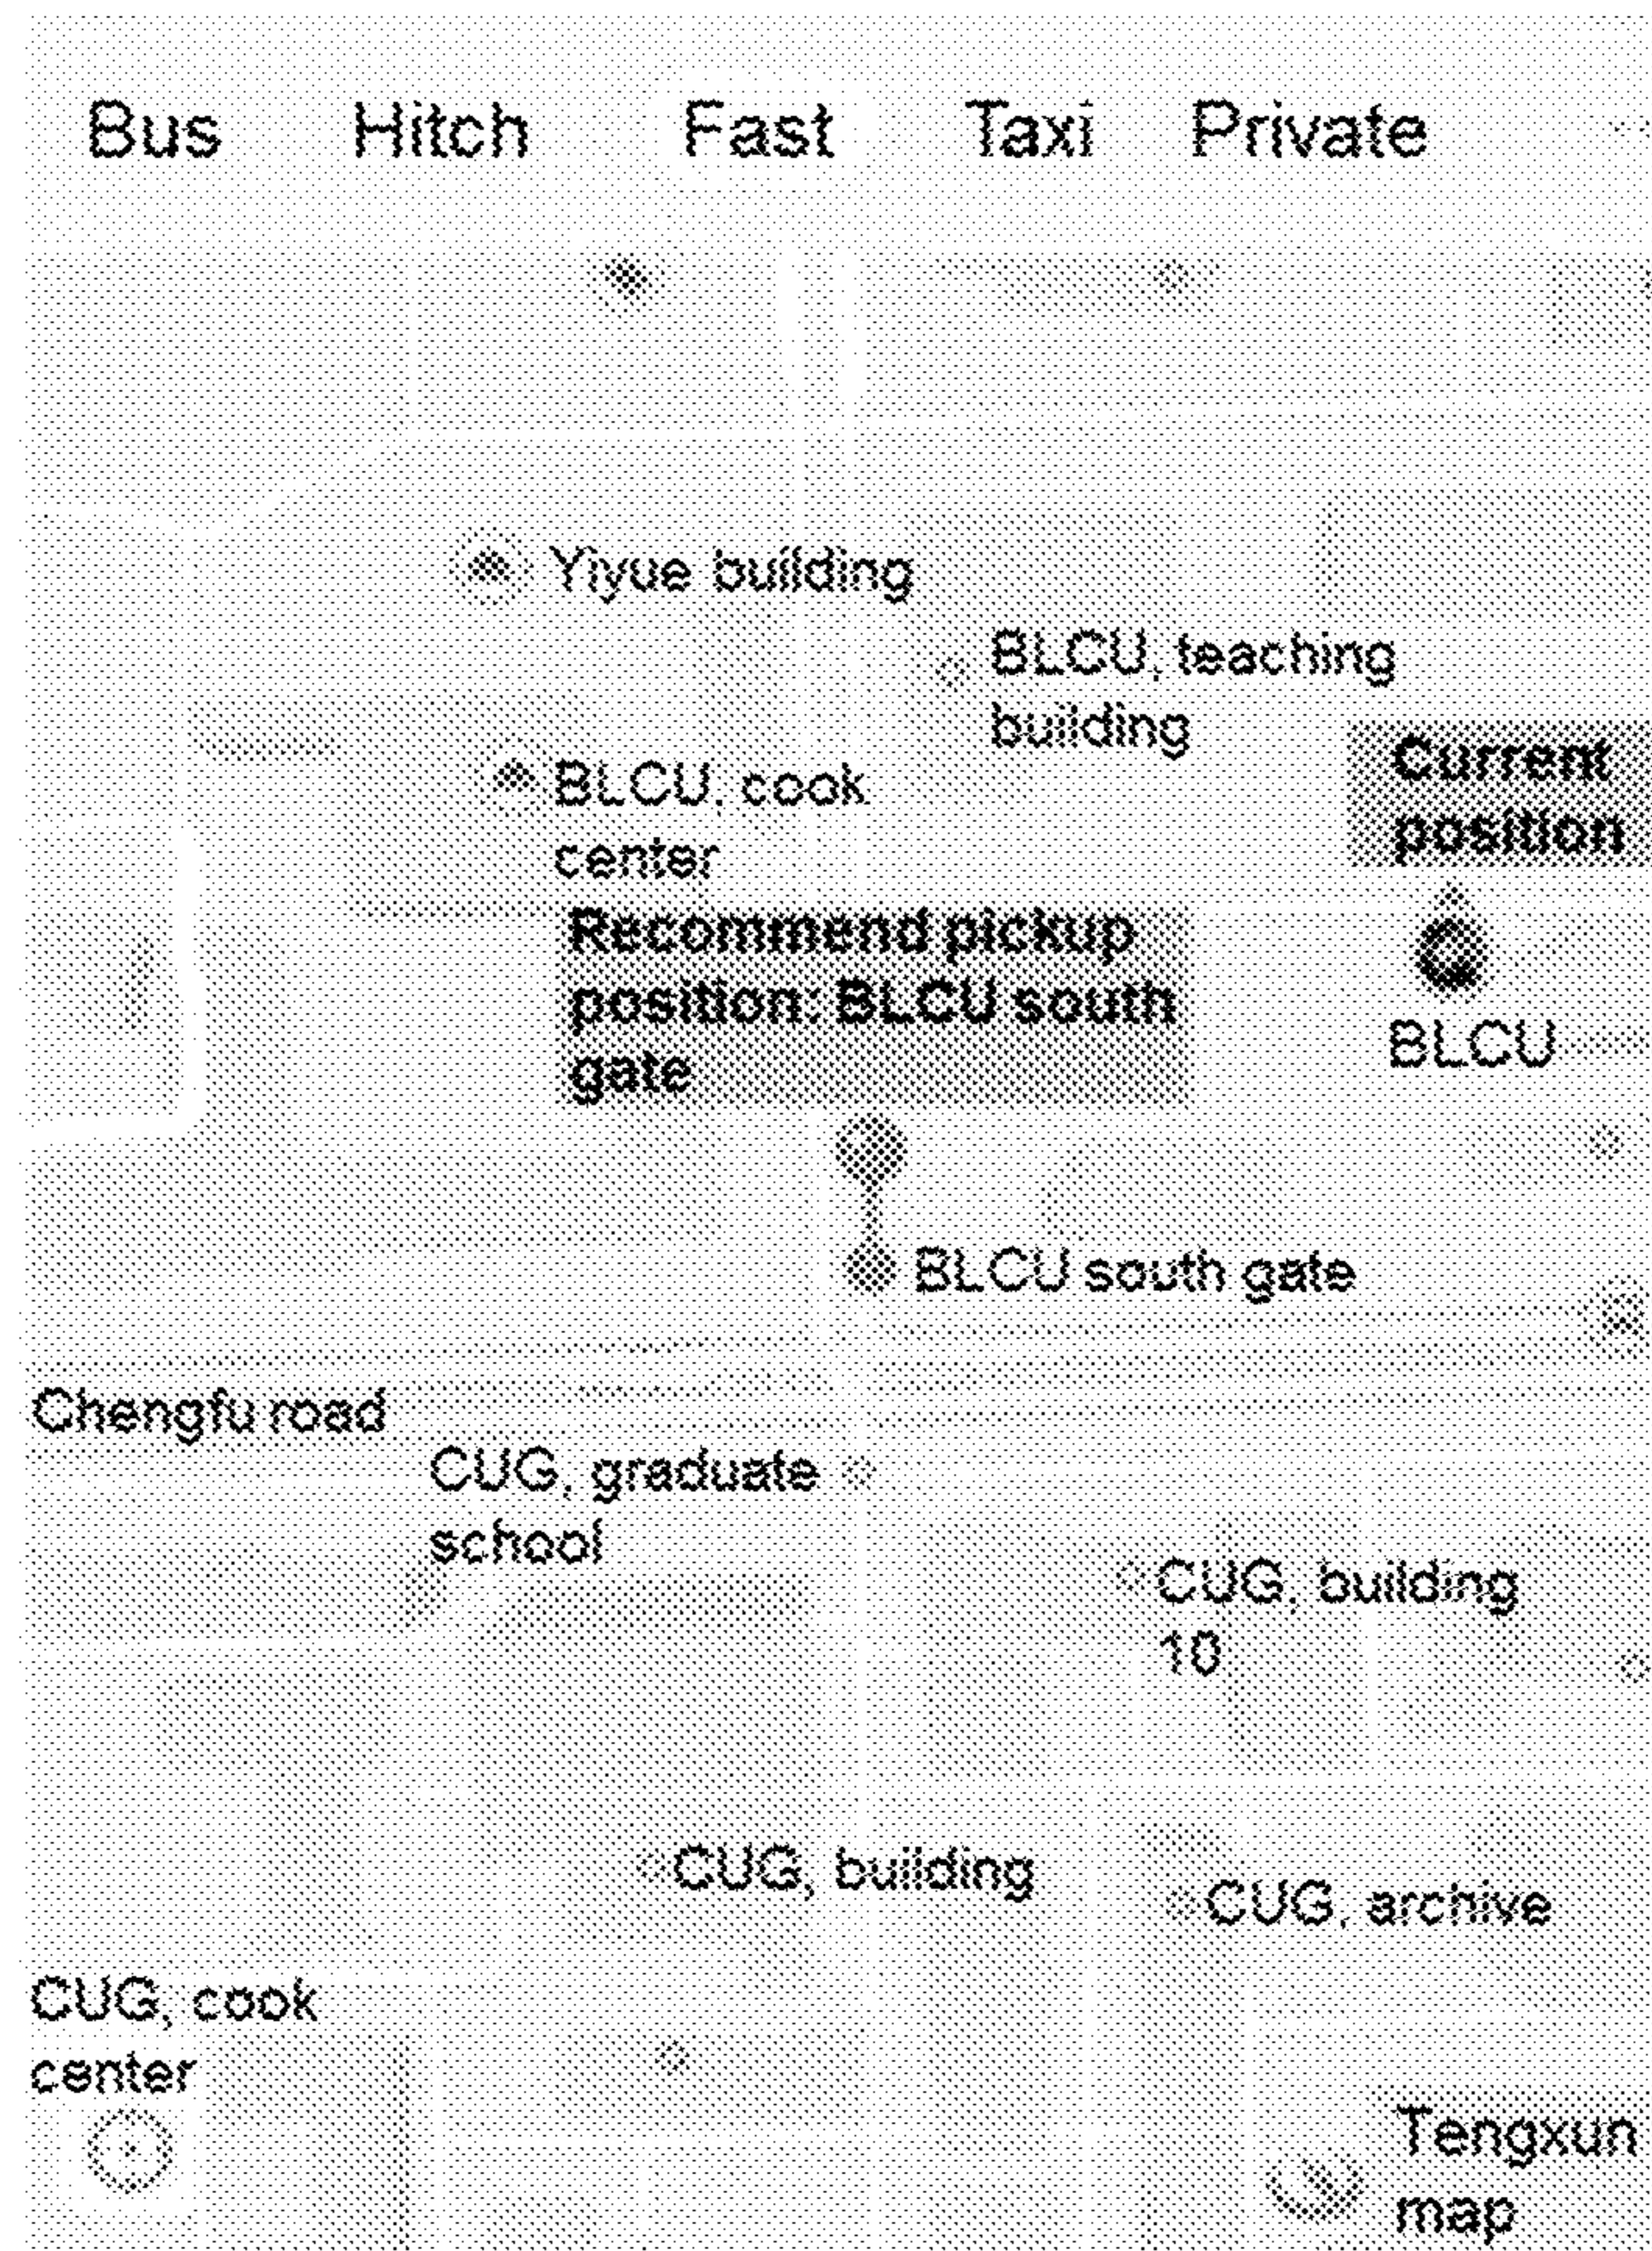 Bus Hitch Fast Taxi Private
Yiyue building
BLCU, teaching
building
Current
position
BLCU, cook
center
Recommend pickup
position: BLCU south
gate
BLCU
BLCU south gate
Chengfu road
CUG, graduate
school
CUG, building
10
CUG, building
CUG, archive
CUG, cook
center
Tengxun
map